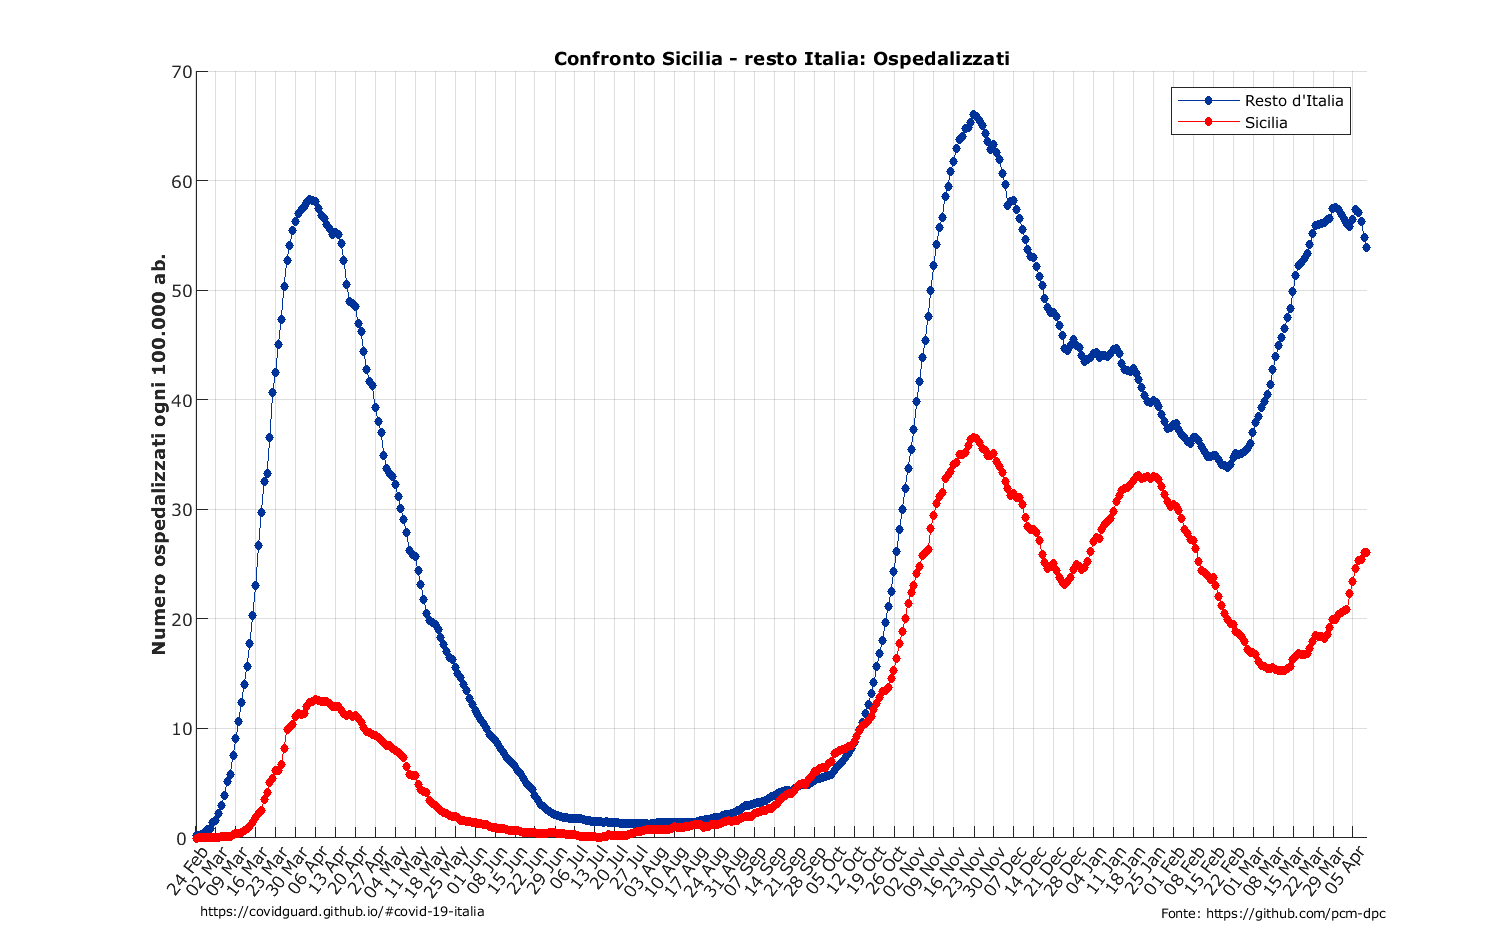 Confronto Sicilia - resto Italia: Ospedalizzati
Resto d'Italia
Sicilia
Numero ospedalizzati ogni 100.000 ab.
70
60
50
40
30
20
10
0
24 Feb
02 Mar
09 Mar
16 Mar
23 Mar
30 Mar
06 Apr
13 Apr
20 Apr
27 Apr
04 May
11 May
18 May
25 May
01 Jun
08 Jun
15 Jun
22 Jun
29 Jun
06 Jul
13 Jul
20 Jul
27 Jul
03 Aug
10 Aug
17 Aug
24 Aug
31 Aug
07 Sep
14 Sep
21 Sep
28 Sep
05 Oct
12 Oct
19 Oct
26 Oct
02 Nov
09 Nov
16 Nov
23 Nov
30 Nov
07 Dec
14 Dec
21 Dec
28 Dec
04 Jan
11 Jan
18 Jan
25 Jan
01 Feb
08 Feb
15 Feb
22 Feb
01 Mar
08 Mar
15 Mar
22 Mar
29 Mar
05 Apr
https://covidguard.github.io/#covid-19-italia
Fonte: https://github.com/pcm-dpc